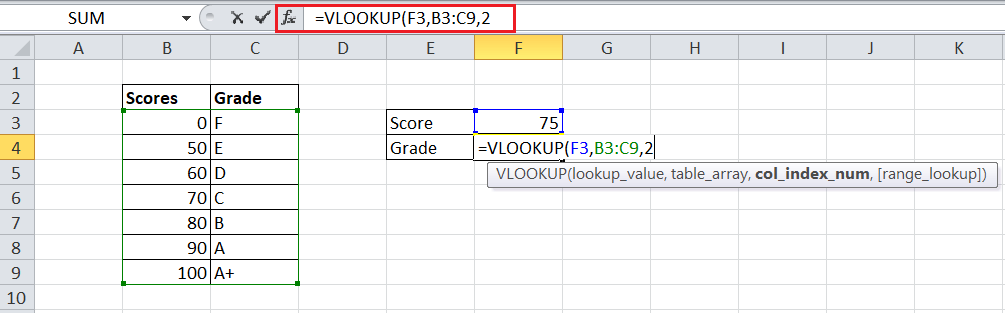 SUM fx =VLOOKUP(F3,B3:C9,2
A B C D E F G H I J K
1
2 Scores Grade
3 0 F Score 75
4 50 E Grade =VLOOKUP(F3,B3:C9,2
5 60 D VLOOKUP(lookup_value, table_array, col_index_num, [range_lookup])
6 70 C
7 80 B
8 90 A
9 100 A+
10